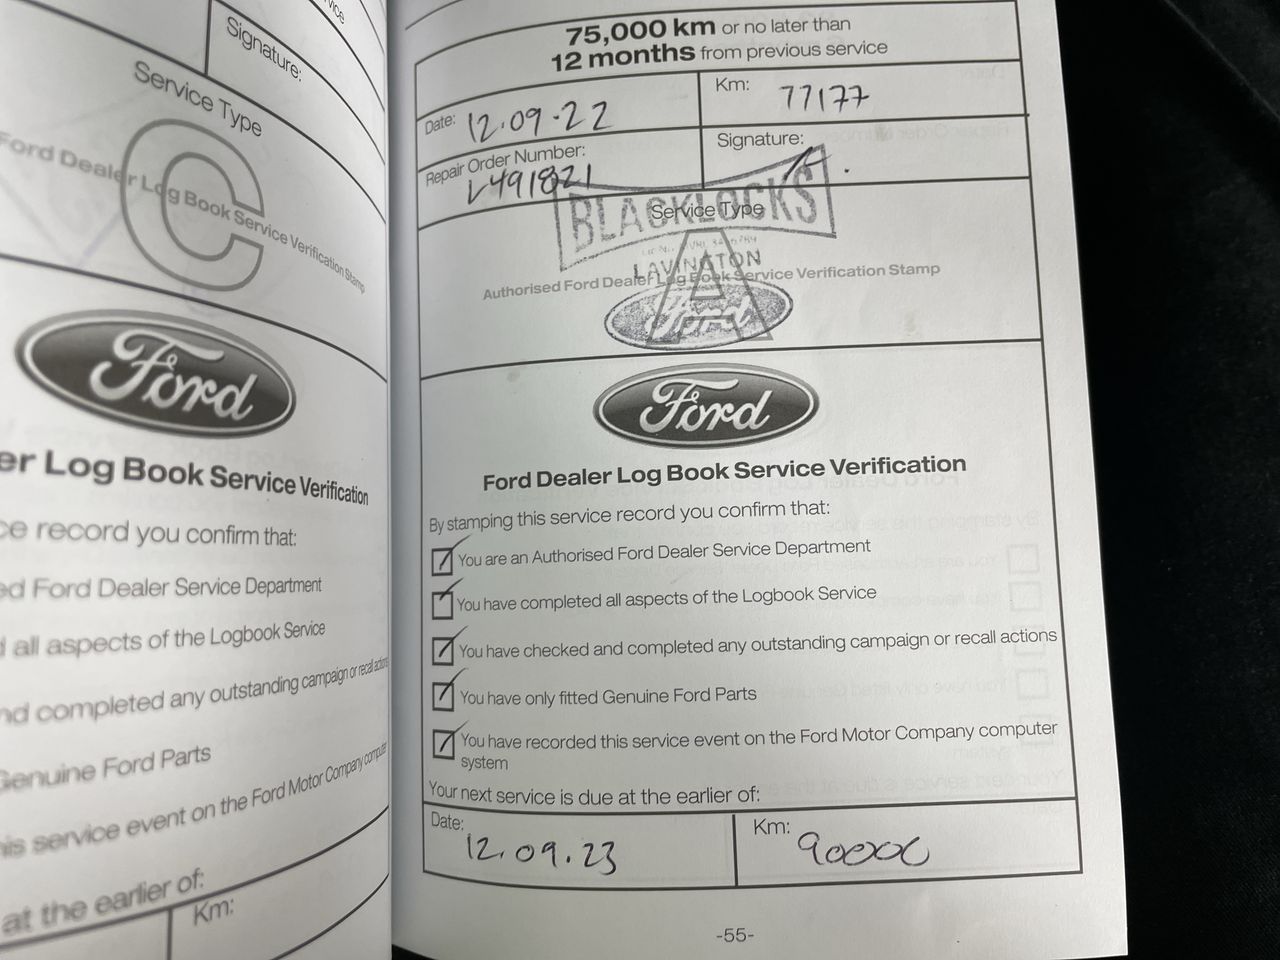 vice
Signature:
Service Type
C
Ford Dealer Log Book Service Verification Stamp
Ford
er Log Book Service Verification
ce record you confirm that:
ed Ford Dealer Service Department
d all aspects of the Logbook Service
nd completed any outstanding campaign or recall actions
Genuine Ford Parts
his service event on the Ford Motor Company computer
at the earlier of:
Km:
75,000 km or no later than
12 months from previous service
Date: 12.09.22
Km: 77177
Repair Order Number:
L491821
Signature:
BLACKLOCKS
Service Type
LAVINGTON
A
Authorised Ford Dealer Log Book Service Verification Stamp
Ford
Ford
Ford Dealer Log Book Service Verification
By stamping this service record you confirm that:
You are an Authorised Ford Dealer Service Department
You have completed all aspects of the Logbook Service
You have checked and completed any outstanding campaign or recall actions
You have only fitted Genuine Ford Parts
You have recorded this service event on the Ford Motor Company computer
system
Your next service is due at the earlier of:
Date: 12.09.23
Km: 90000
-55-